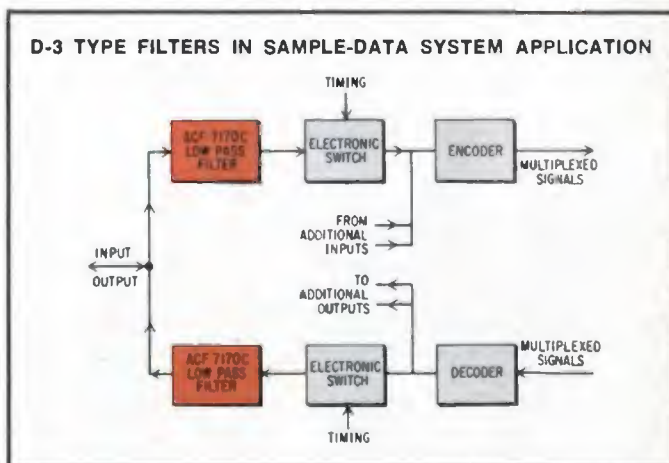 D-3 TYPE FILTERS IN SAMPLE-DATA SYSTEM APPLICATION
TIMING
ACF 7170C
LOW PASS
FILTER
ELECTRONIC
SWITCH
ENCODER
MULTIPLEXED
SIGNALS
FROM
ADDITIONAL
INPUTS
INPUT
OUTPUT
TO
ADDITIONAL
OUTPUTS
ACF 7170C
LOW PASS
FILTER
ELECTRONIC
SWITCH
DECODER
MULTIPLEXED
SIGNALS
TIMING